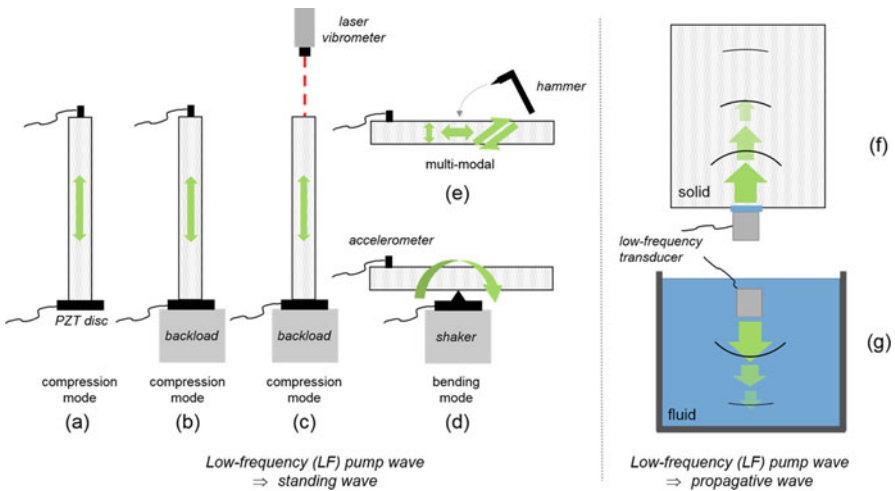 laser
vibrometer
hammer
multi-modal
(e)
accelerometer
PZT disc
backload
backload
shaker
compression
mode
(a)
compression
mode
(b)
compression
mode
(c)
bending
mode
(d)
Low-frequency (LF) pump wave
⇒ standing wave
solid
(f)
low-frequency
transducer
(g)
fluid
Low-frequency (LF) pump wave
⇒ propagative wave